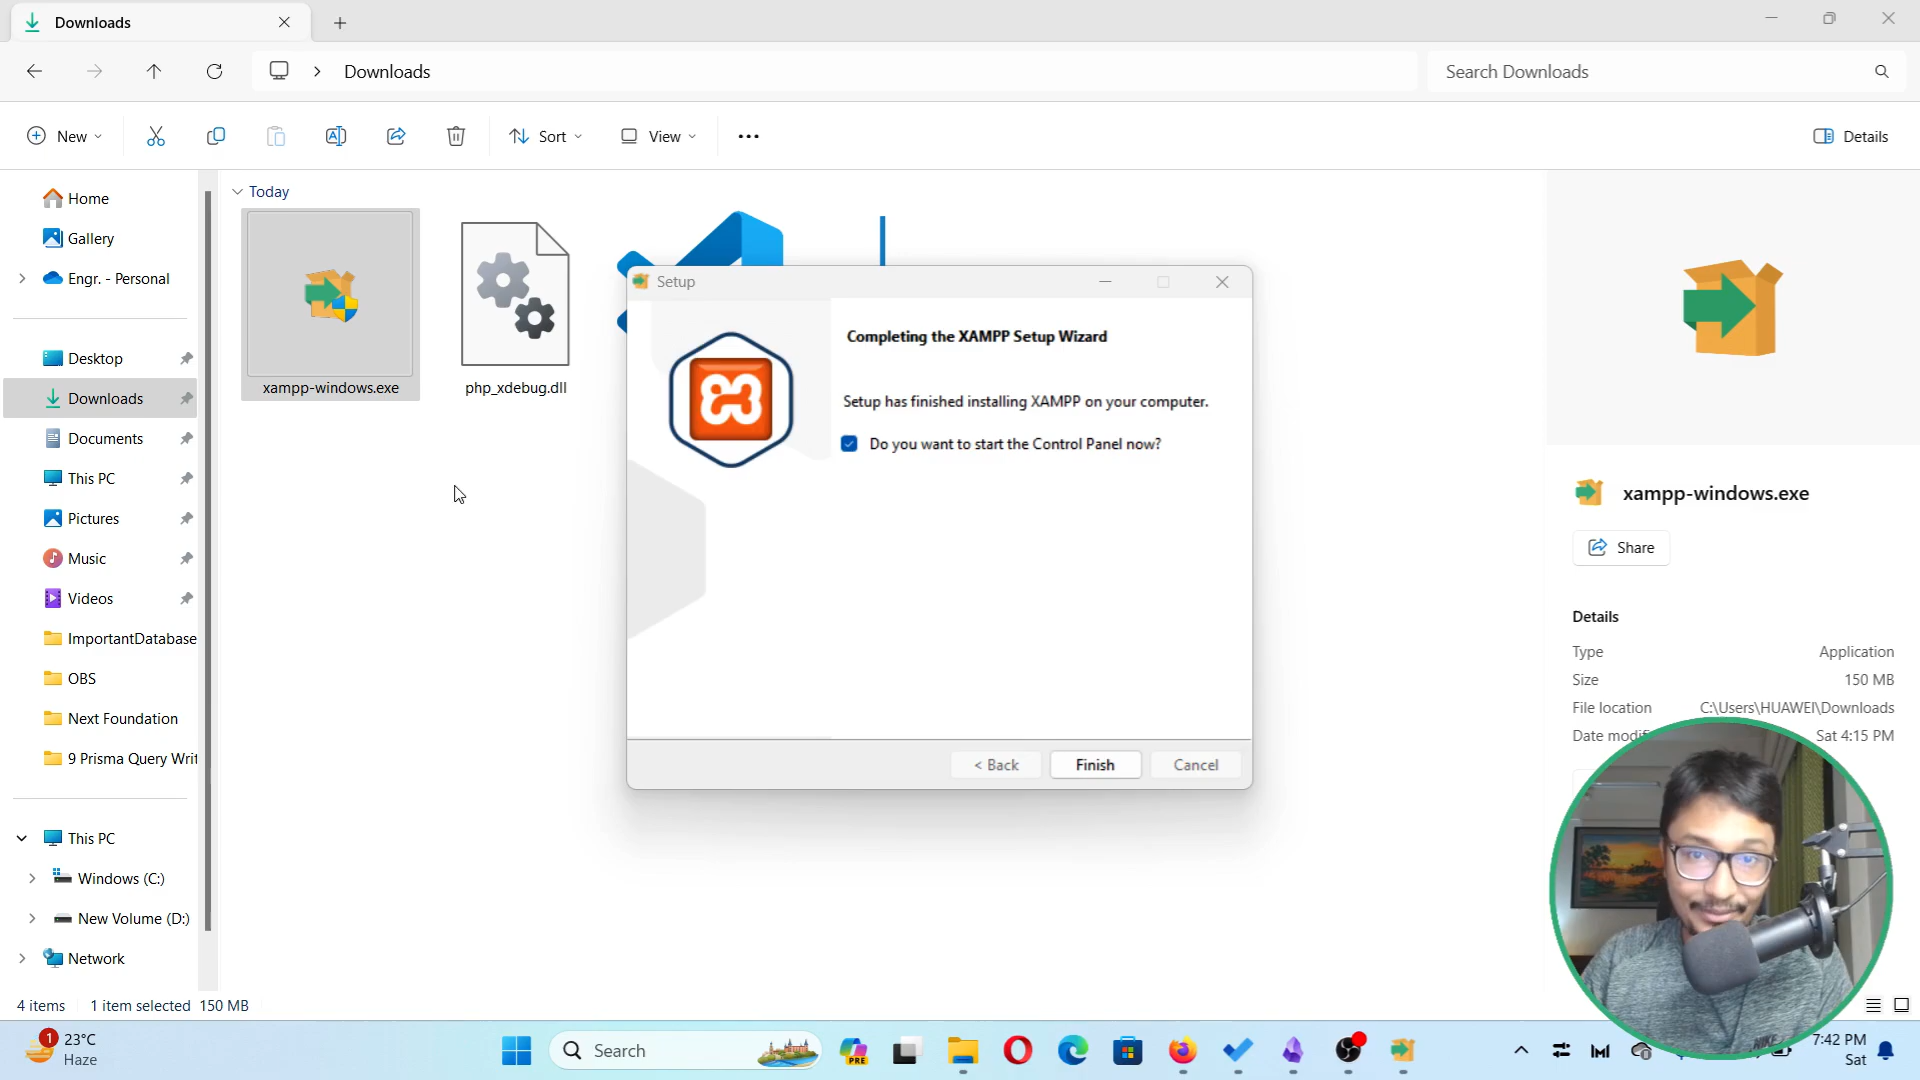 Downloads
Downloads
Search Downloads
New
Sort
View
Details
Home
Gallery
Engr. - Personal
Desktop
Downloads
Documents
This PC
Pictures
Music
Videos
ImportantDatabase
OBS
Next Foundation
9 Prisma Query Writ
This PC
Windows (C:)
New Volume (D:)
Network
Today
xampp-windows.exe
php_xdebug.dll
Setup
Completing the XAMPP Setup Wizard
Setup has finished installing XAMPP on your computer.
Do you want to start the Control Panel now?
< Back
Finish
Cancel
xampp-windows.exe
Share
Details
Type Application
Size 150 MB
File location C:\Users\HUAWEI\Downloads
Date Sat 4:15 PM
4 items 1 item selected 150 MB
1
23°C
Haze
Search
PRE
7:42 PM
Sat